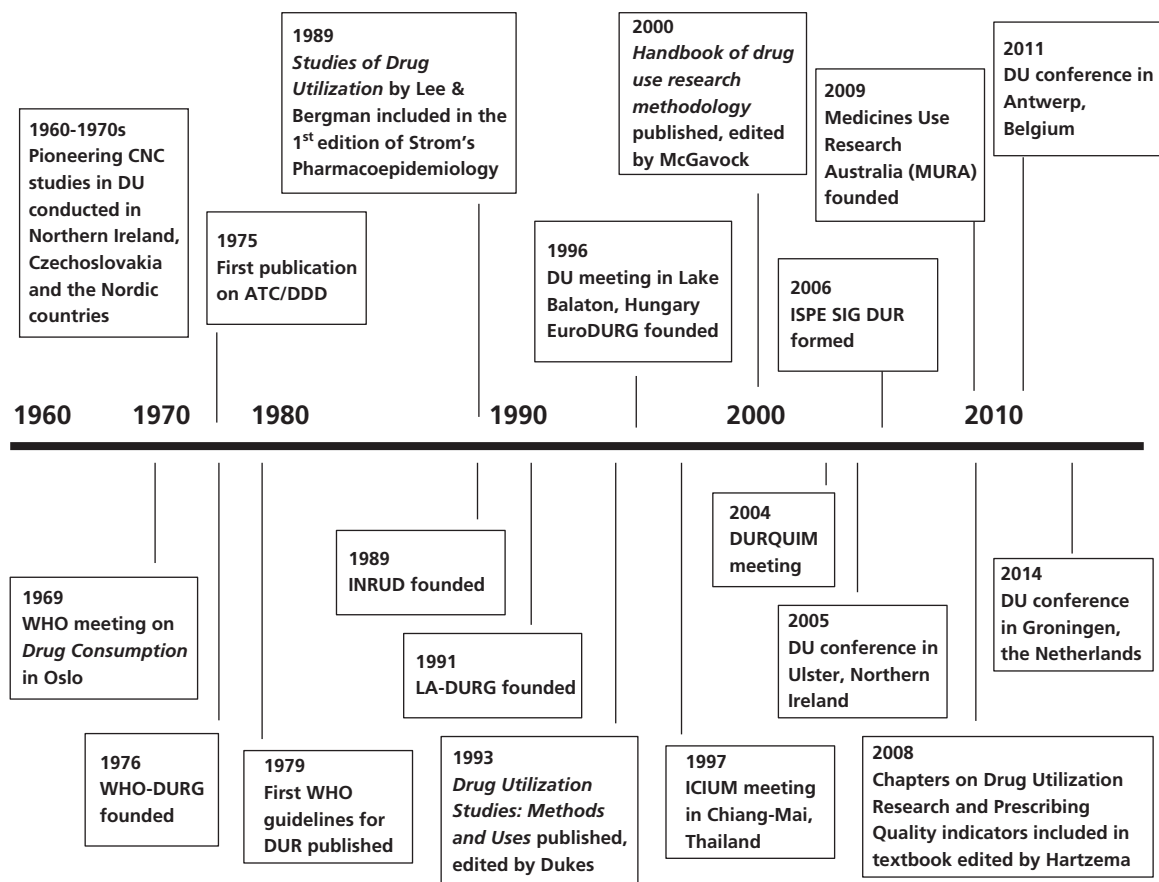 1960-1970s
Pioneering CNC
studies in DU
conducted in
Northern Ireland,
Czechoslovakia
and the Nordic
countries
1975
First publication
on ATC/DDD
1989
Studies of Drug
Utilization by Lee &
Bergman included in the
1st edition of Strom’s
Pharmacoepidemiology
1996
DU meeting in Lake
Balaton, Hungary
EuroDURG founded
2000
Handbook of drug
use research
methodology
published, edited
by McGavock
2006
ISPE SIG DUR
formed
2009
Medicines Use
Research
Australia (MURA)
founded
2011
DU conference in
Antwerp,
Belgium
1960 1970 1980 1990 2000 2010
1969
WHO meeting on
Drug Consumption
in Oslo
1976
WHO-DURG
founded
1979
First WHO
guidelines for
DUR published
1989
INRUD founded
1991
LA-DURG founded
1993
Drug Utilization
Studies: Methods
and Uses published,
edited by Dukes
1997
ICIUM meeting
in Chiang-Mai,
Thailand
2004
DURQUIM
meeting
2005
DU conference in
Ulster, Northern
Ireland
2008
Chapters on Drug Utilization
Research and Prescribing
Quality indicators included in
textbook edited by Hartzema
2014
DU conference
in Groningen,
the Netherlands